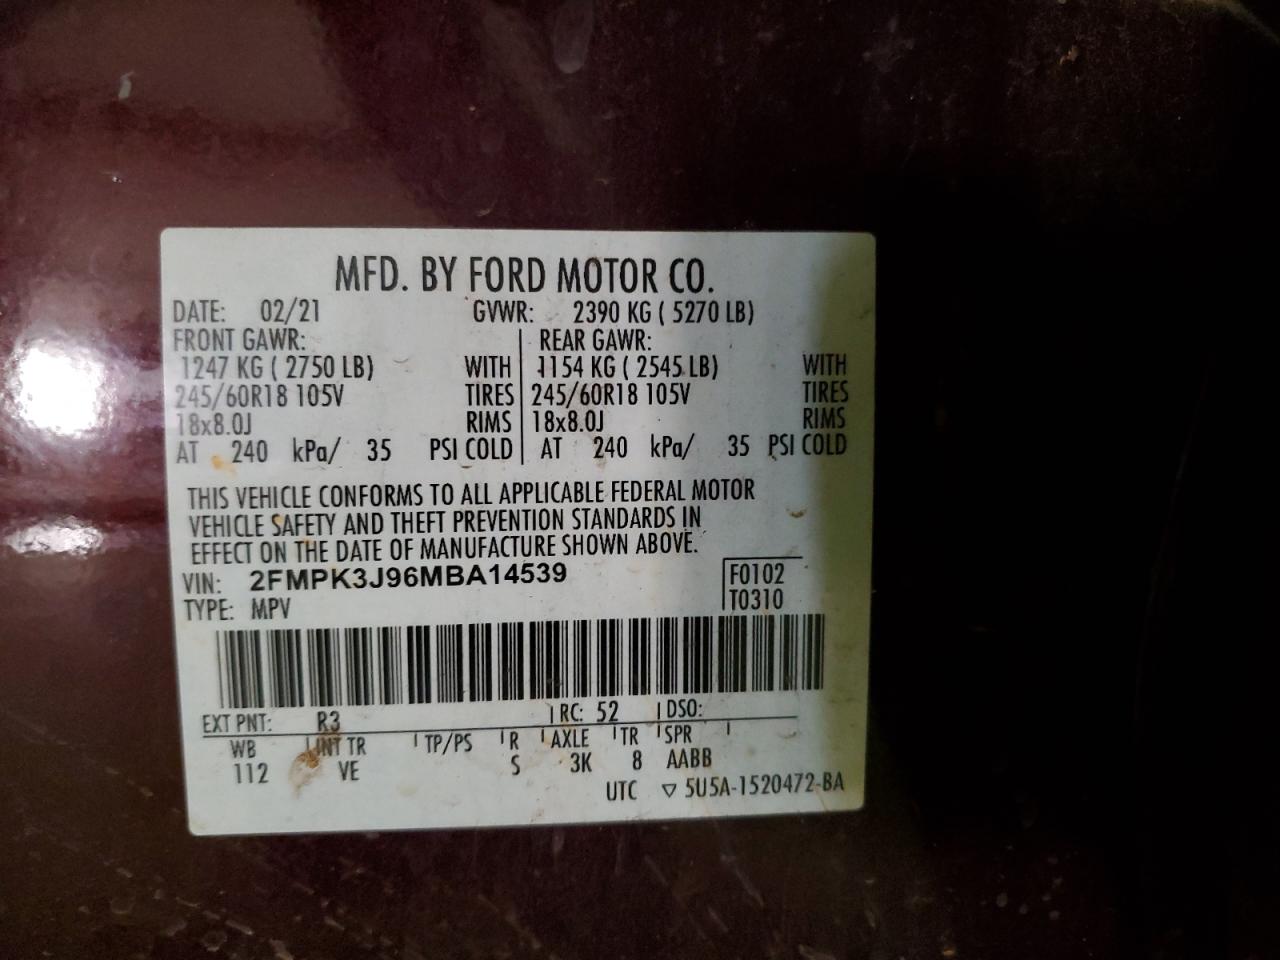 MFD. BY FORD MOTOR CO.
DATE: 02/21 GVWR: 2390 KG ( 5270 LB)
FRONT GAWR: REAR GAWR:
1247 KG ( 2750 LB) WITH 1154 KG ( 2545 LB) WITH
245/60R18 105V TIRES 245/60R18 105V TIRES
18x8.0J RIMS 18x8.0J RIMS
AT 240 kPa/ 35 PSI COLD AT 240 kPa/ 35 PSI COLD
THIS VEHICLE CONFORMS TO ALL APPLICABLE FEDERAL MOTOR
VEHICLE SAFETY AND THEFT PREVENTION STANDARDS IN
EFFECT ON THE DATE OF MANUFACTURE SHOWN ABOVE.
VIN: 2FMPK3J96MBA14539 F0102
TYPE: MPV T0310
EXT PNT: R3 RC: 52 DSO:
WB INT TR TP/PS R AXLE TR SPR
112 VE S 3K 8 AABB
UTC ▽ 5U5A-1520472-BA